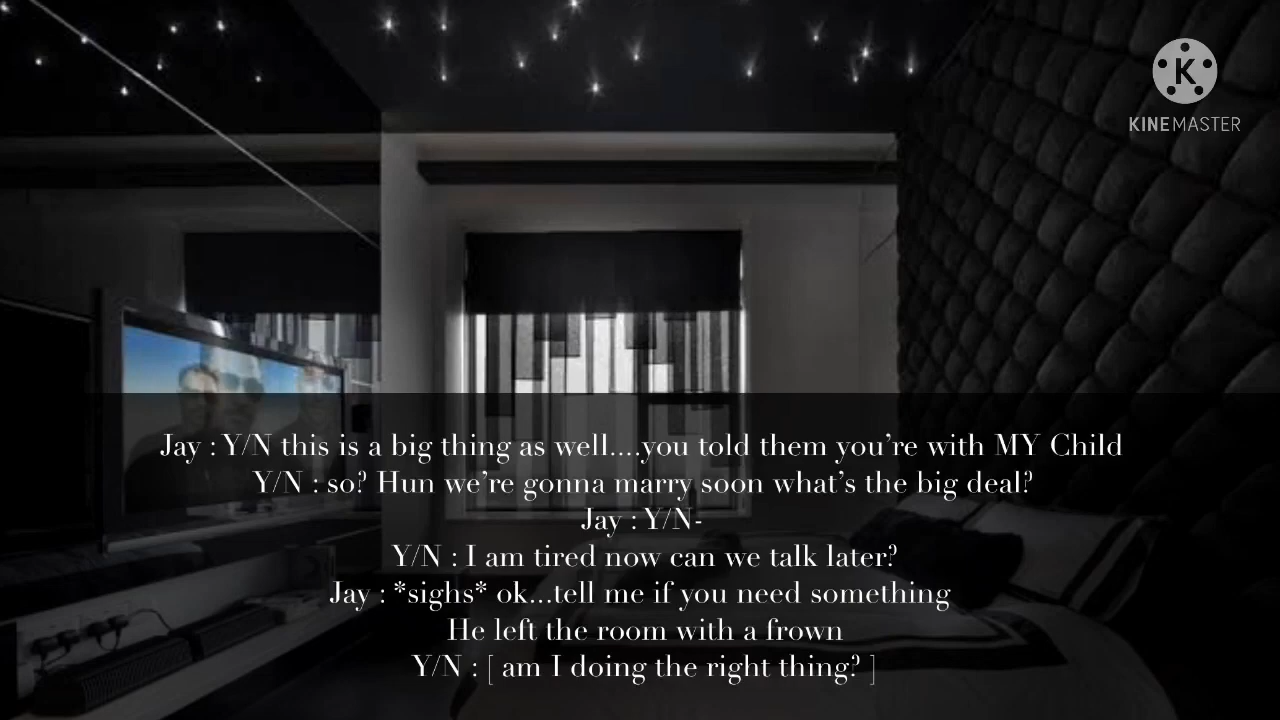 KINEMASTER
Jay : Y/N this is a big thing as well....you told them you're with MY Child
Y/N : so? Hun we're gonna marry soon what's the big deal?
Jay : Y/N-
Y/N : I am tired now can we talk later?
Jay : *sighs* ok...tell me if you need something
He left the room with a frown
Y/N : [ am I doing the right thing? ]